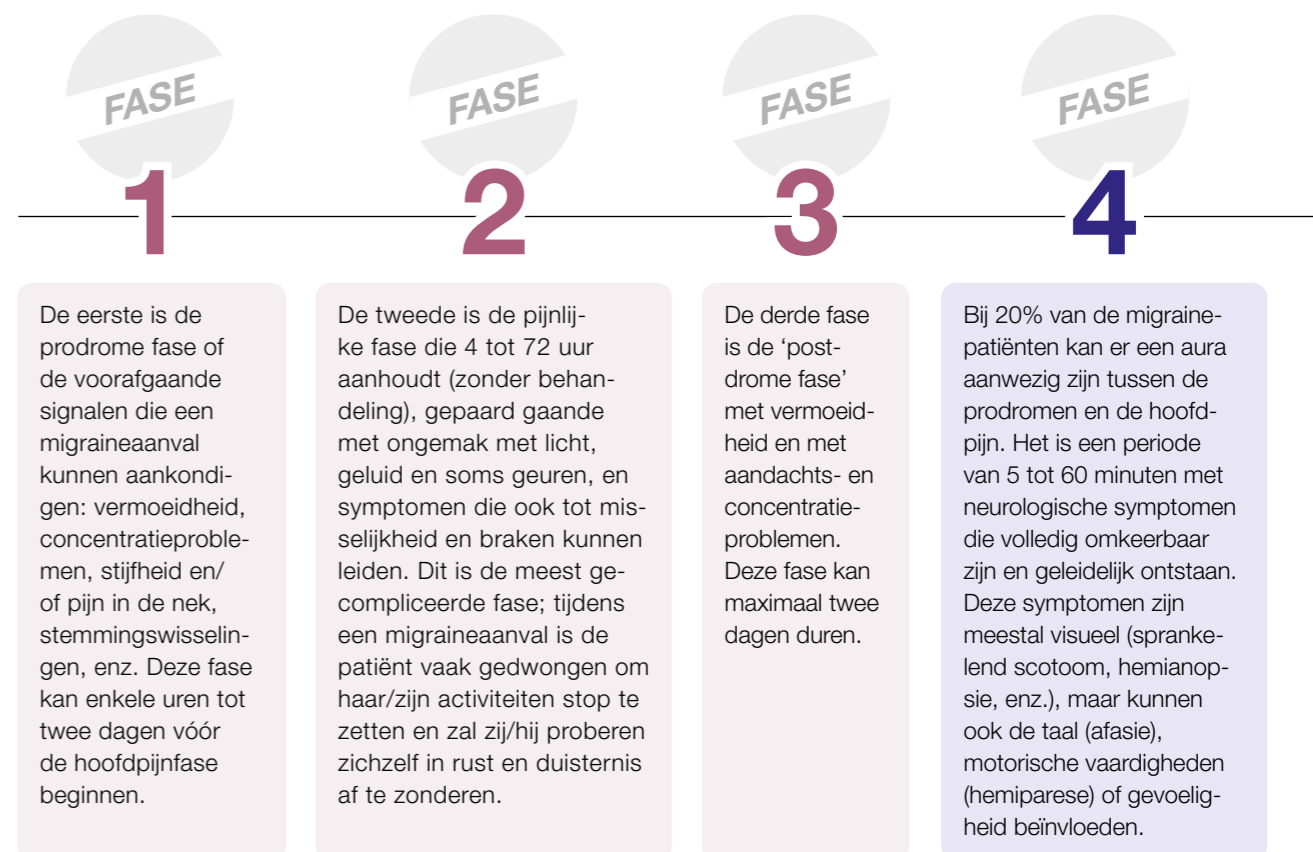 FASE
1
De eerste is de
prodrome fase of
de voorafgaande
signalen die een
migraineaanval
kunnen aankondi-
gen: vermoeidheid,
concentratieproble-
men, stijfheid en/
of pijn in de nek,
stemmingswisselin-
gen, enz. Deze fase
kan enkele uren tot
twee dagen vóór
de hoofdpijnfase
beginnen.
FASE
2
De tweede is de pijnlij-
ke fase die 4 tot 72 uur
aanhoudt (zonder behan-
deling), gepaard gaande
met ongemak met licht,
geluid en soms geuren, en
symptomen die ook tot mis-
selijkheid en braken kunnen
leiden. Dit is de meest ge-
compliceerde fase; tijdens
een migraineaanval is de
patiënt vaak gedwongen om
haar/zijn activiteiten stop te
zetten en zal zij/hij proberen
zichzelf in rust en duisternis
af te zonderen.
FASE
3
De derde fase
is de ‘post-
drome fase’
met vermoeid-
heid en met
aandachts- en
concentratie-
problemen.
Deze fase kan
maximaal twee
dagen duren.
FASE
4
Bij 20% van de migraine-
patiënten kan er een aura
aanwezig zijn tussen de
prodromen en de hoofd-
pijn. Het is een periode
van 5 tot 60 minuten met
neurologische symptomen
die volledig omkeerbaar
zijn en geleidelijk ontstaan.
Deze symptomen zijn
meestal visueel (spranke-
lend scotoom, hemianop-
sie, enz.), maar kunnen
ook de taal (afasie),
motorische vaardigheden
(hemiparese) of gevoelig-
heid beïnvloeden.